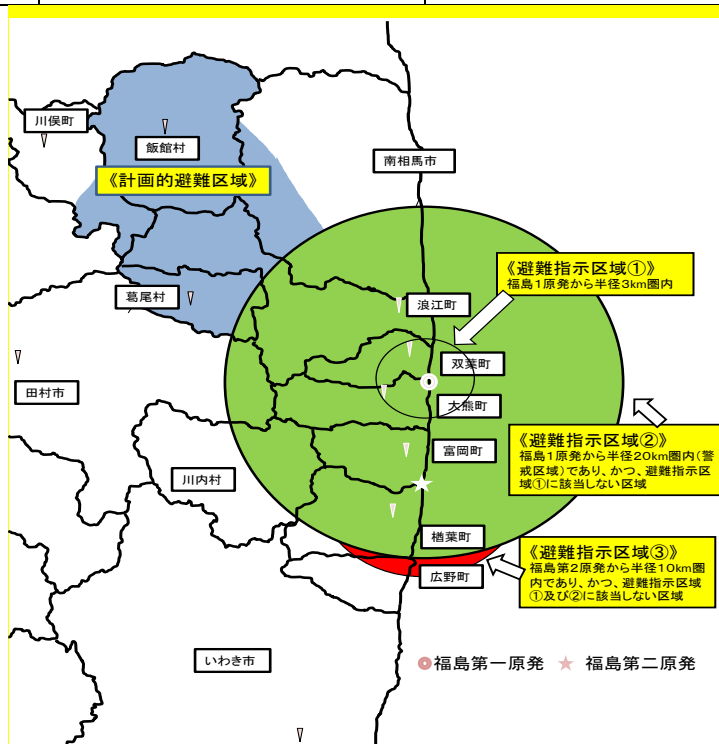 川俣町
飯館村
南相馬市
《計画的避難区域》
《避難指示区域①》
福島1原発から半径3km圏内
葛尾村
浪江町
双葉町
田村市
大熊町
《避難指示区域②》
福島1原発から半径20km圏内(警
戒区域)であり、かつ、避難指示区
域①に該当しない区域
富岡町
川内村
楢葉町
《避難指示区域③》
福島第2原発から半径10km圏
内であり、かつ、避難指示区域
①及び②に該当しない区域
広野町
いわき市
福島第一原発 ★ 福島第二原発